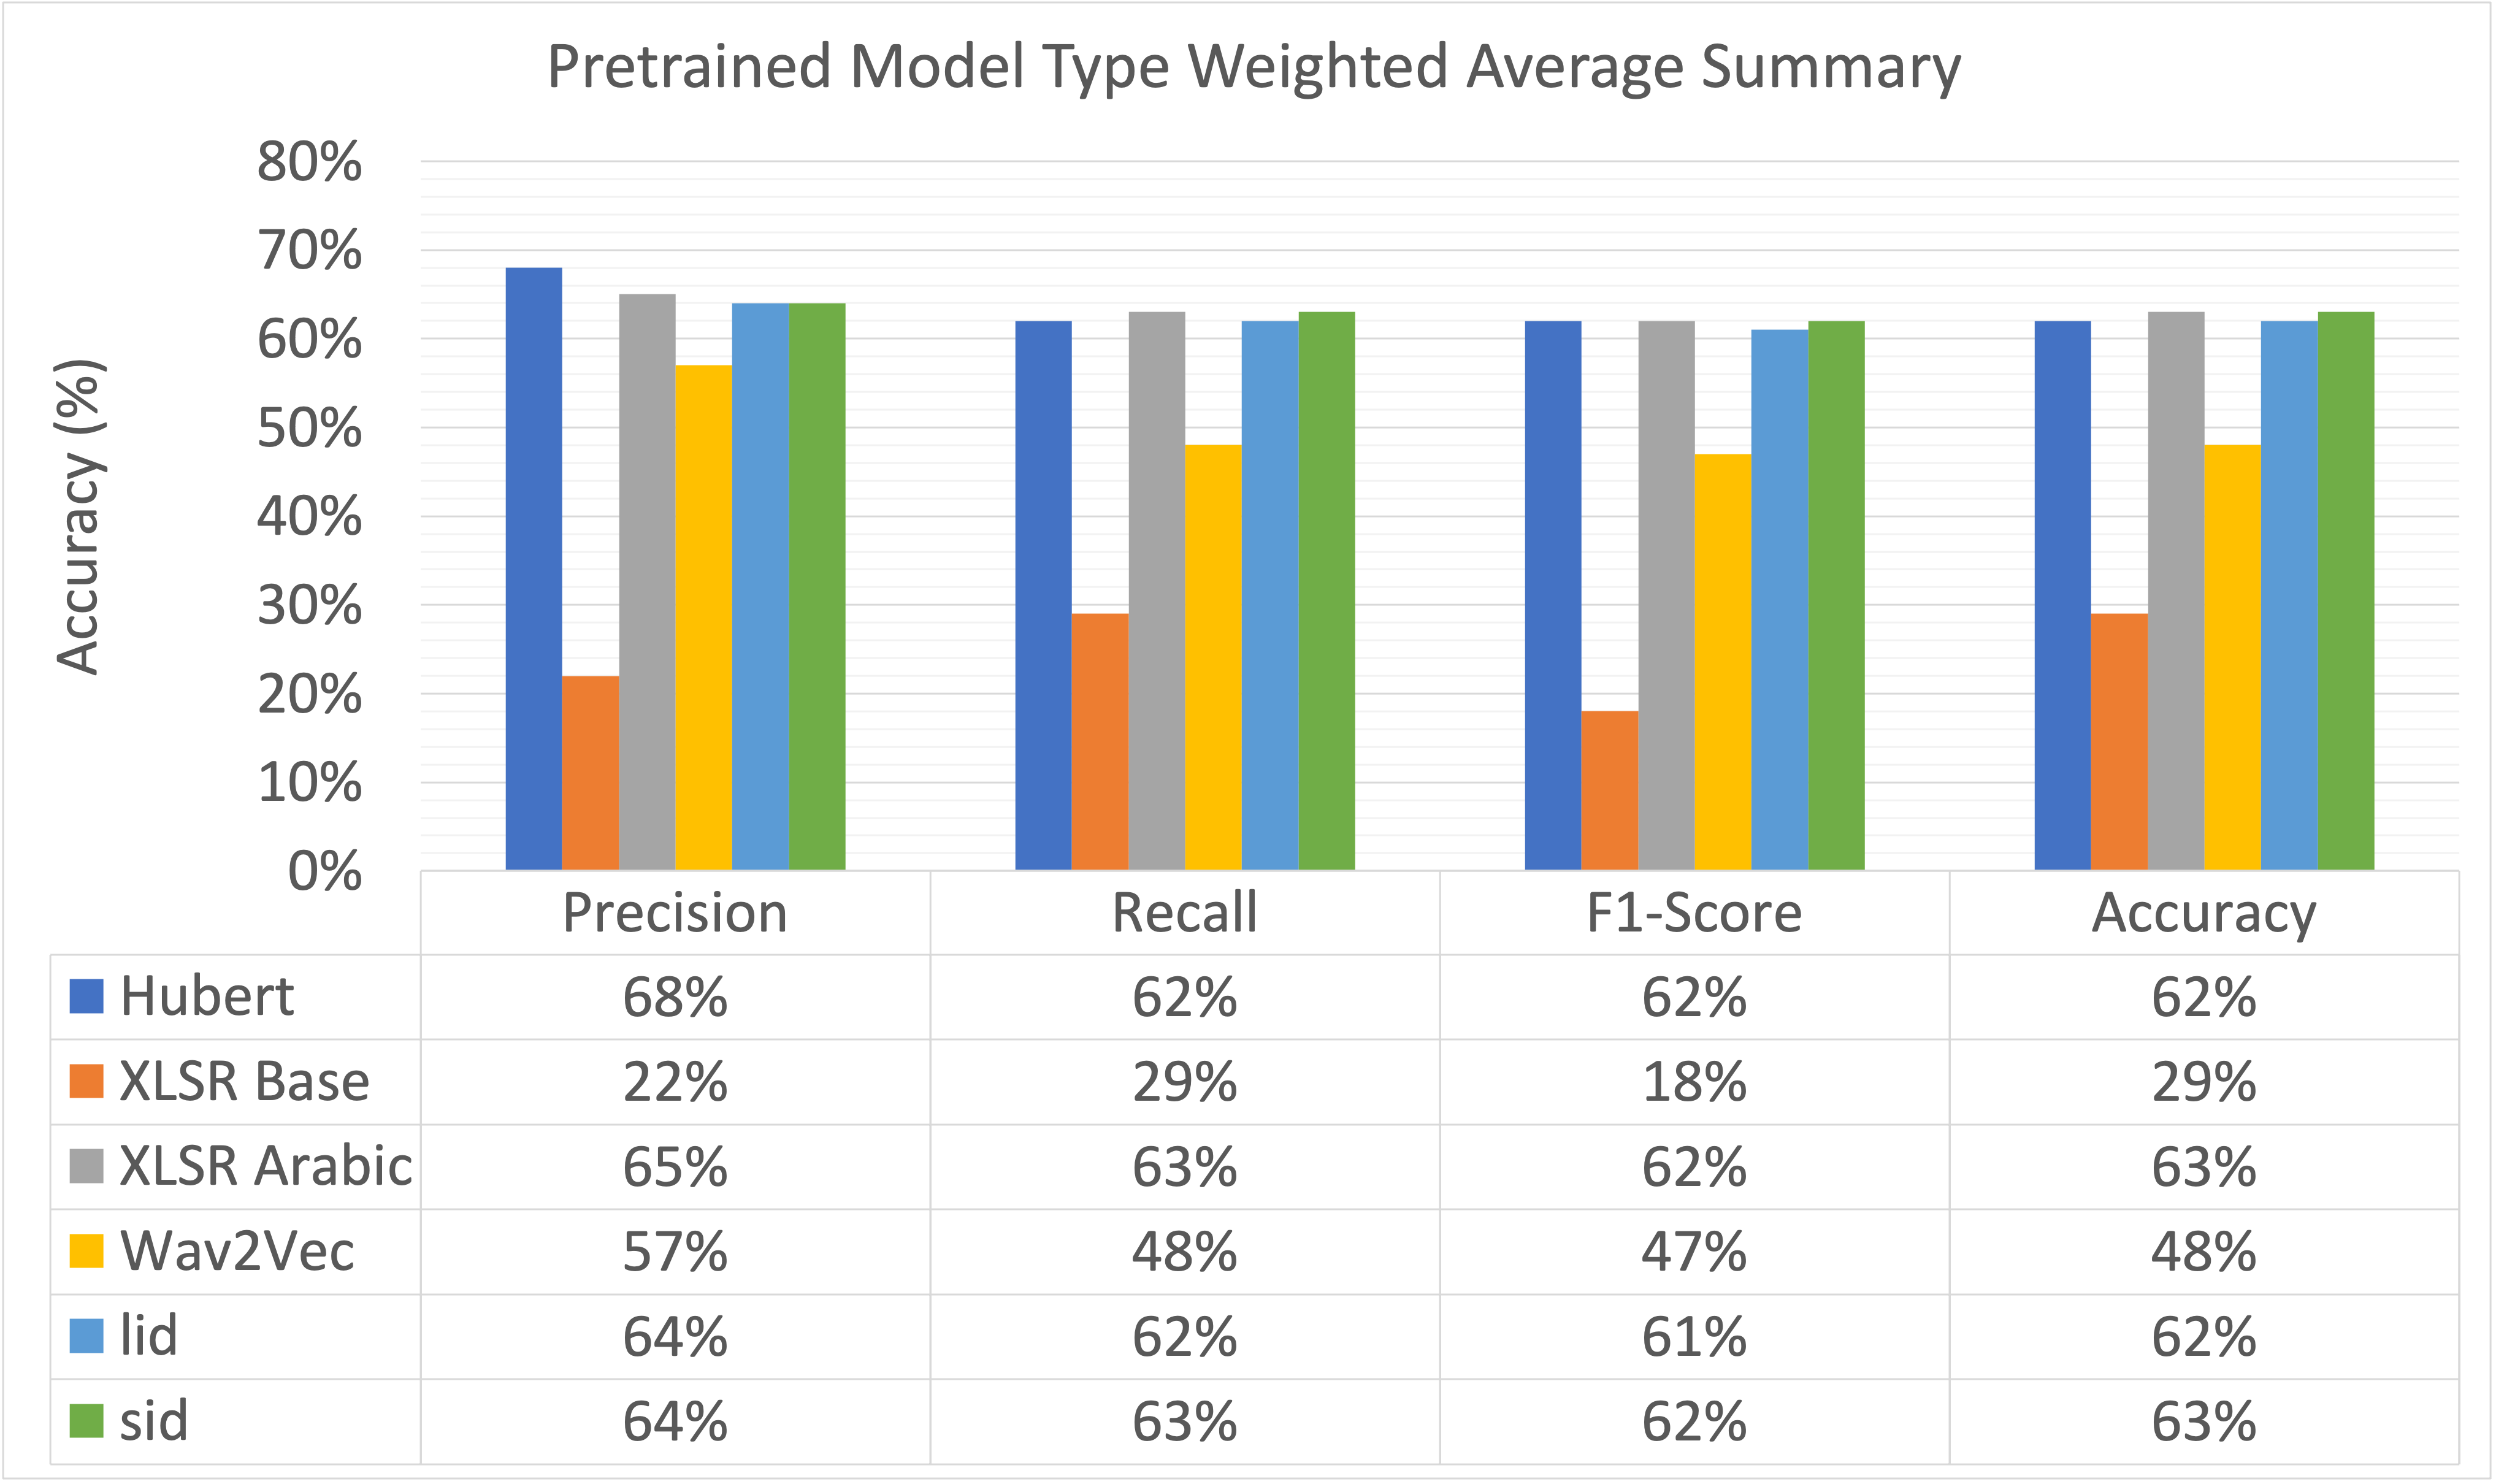 Pretrained Model Type Weighted Average Summary
80%
70%
60%
50%
40%
30%
20%
10%
0%
Accuracy (%)
Precision Recall F1-Score Accuracy
Hubert 68% 62% 62% 62%
XLSR Base 22% 29% 18% 29%
XLSR Arabic 65% 63% 62% 63%
Wav2Vec 57% 48% 47% 48%
lid 64% 62% 61% 62%
sid 64% 63% 62% 63%